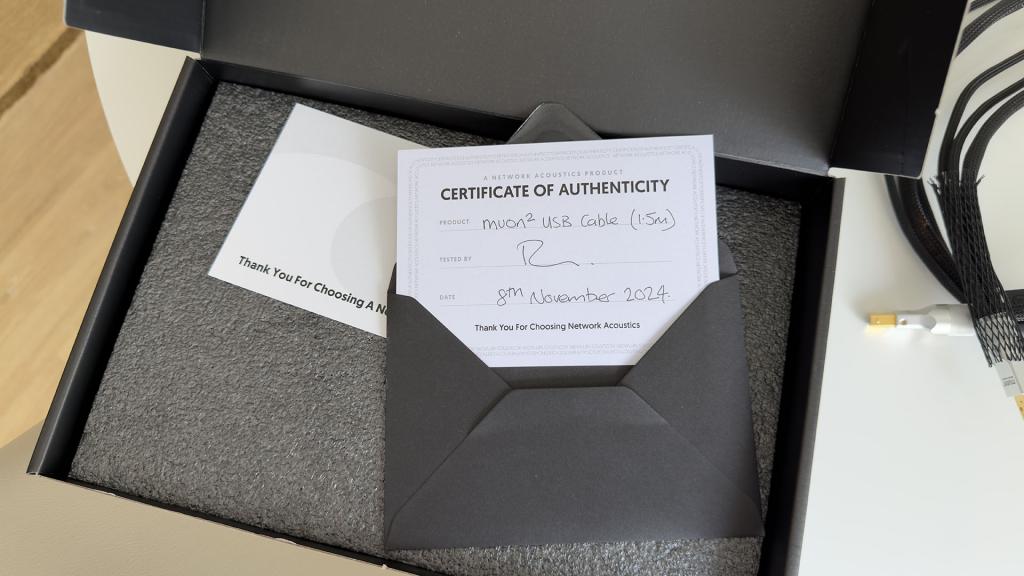 A NETWORK ACOUSTICS PRODUCT
CERTIFICATE OF AUTHENTICITY
PRODUCT muon² USB Cable (1.5m)
TESTED BY
DATE 8th November 2024
Thank You For Choosing Network Acoustics
Thank You For Choosing A